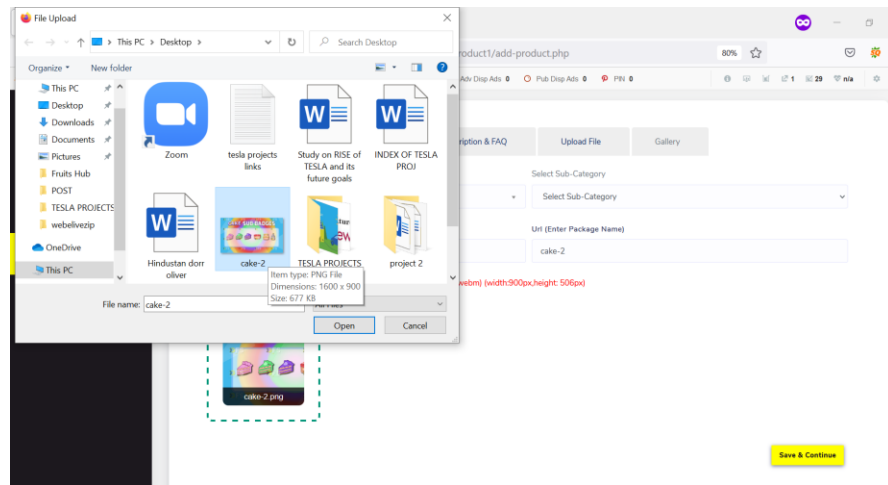 File Upload
This PC > Desktop >
Search Desktop
Organize
New folder
This PC
Desktop
Downloads
Documents
Pictures
Fruits Hub
POST
TESLA PROJECTS
webelivezip
OneDrive
This PC
Zoom
tesla projects links
Study on RISE of TESLA and its future goals
INDEX OF TESLA PROJ
Hindustan dorr oliver
cake-2
TESLA PROJECTS
project 2
Item type: PNG File
Dimensions: 1600 x 900
Size: 677 KB
File name: cake-2
Open
Cancel
roduct1/add-product.php
80%
Adv Disp Ads 0
Pub Disp Ads 0
PIN 0
1
29
n/a
ription & FAQ
Upload File
Gallery
Select Sub-Category
Select Sub-Category
Url (Enter Package Name)
cake-2
webm) (width:900px,height: 506px)
cake-2.png
Save & Continue